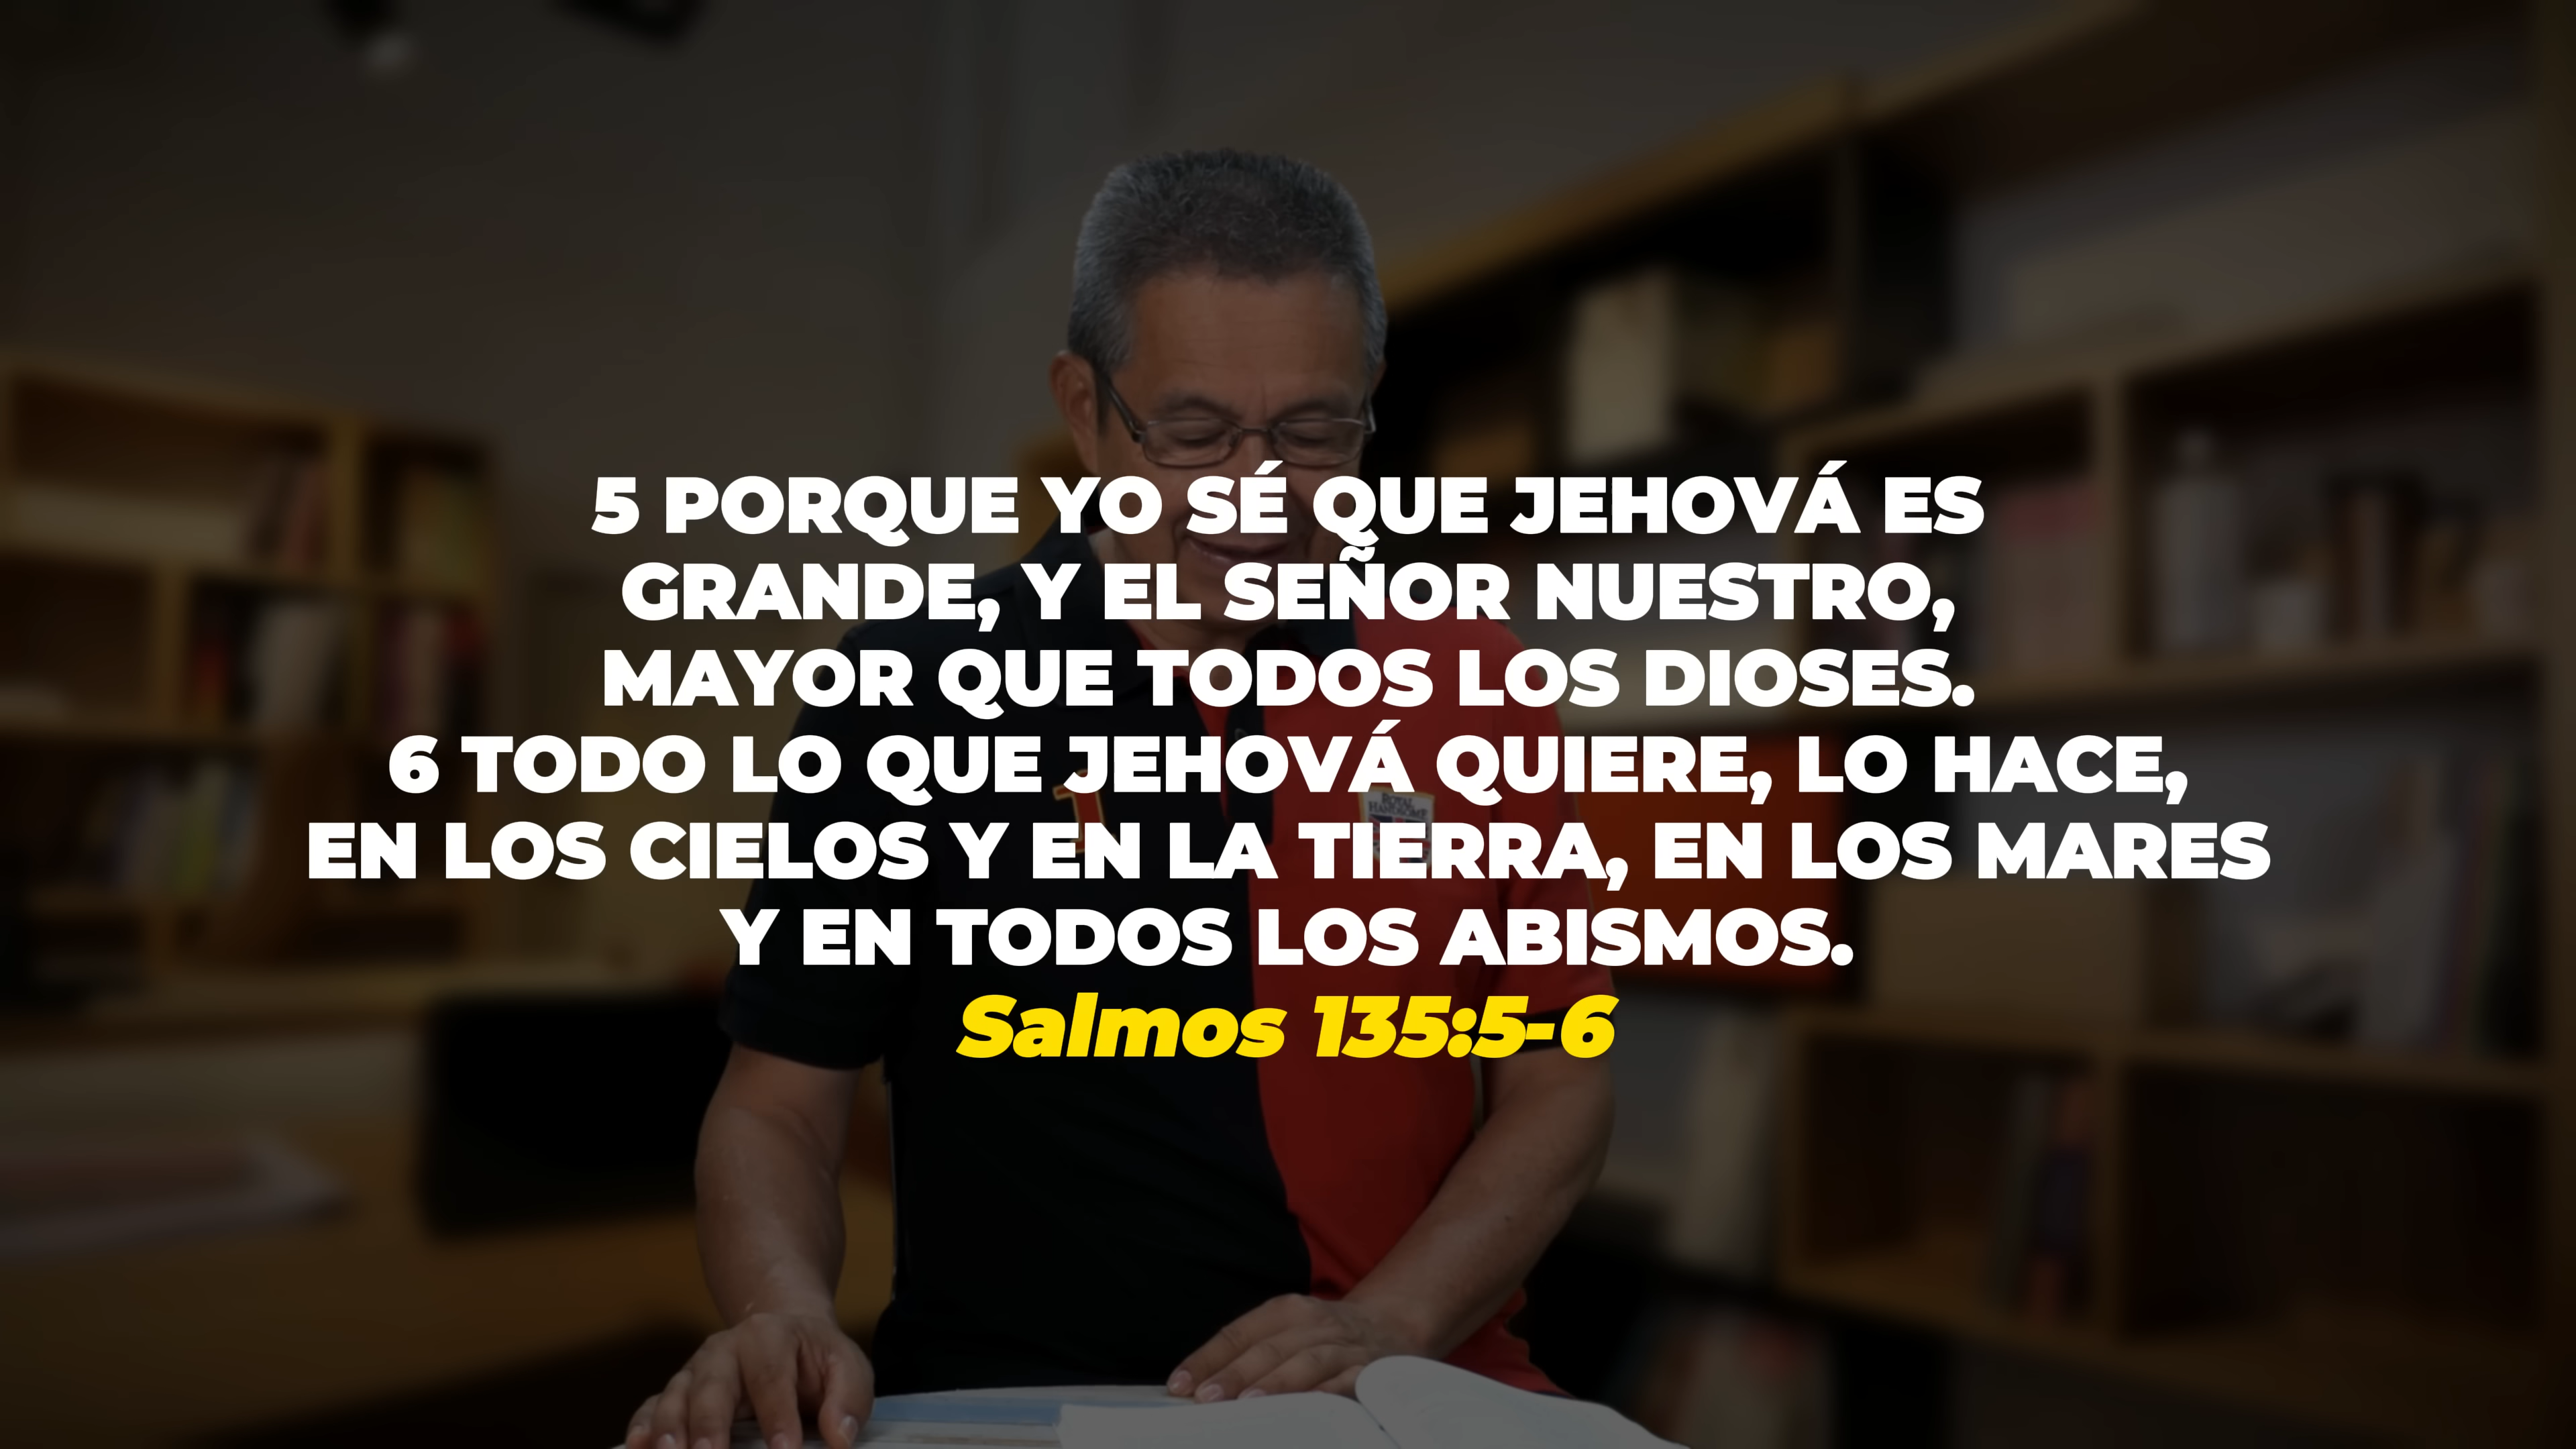 5 PORQUE YO SÉ QUE JEHOVÁ ES
GRANDE, Y EL SEÑOR NUESTRO,
MAYOR QUE TODOS LOS DIOSES.
6 TODO LO QUE JEHOVÁ QUIERE, LO HACE,
EN LOS CIELOS Y EN LA TIERRA, EN LOS MARES
Y EN TODOS LOS ABISMOS.
Salmos 135:5-6